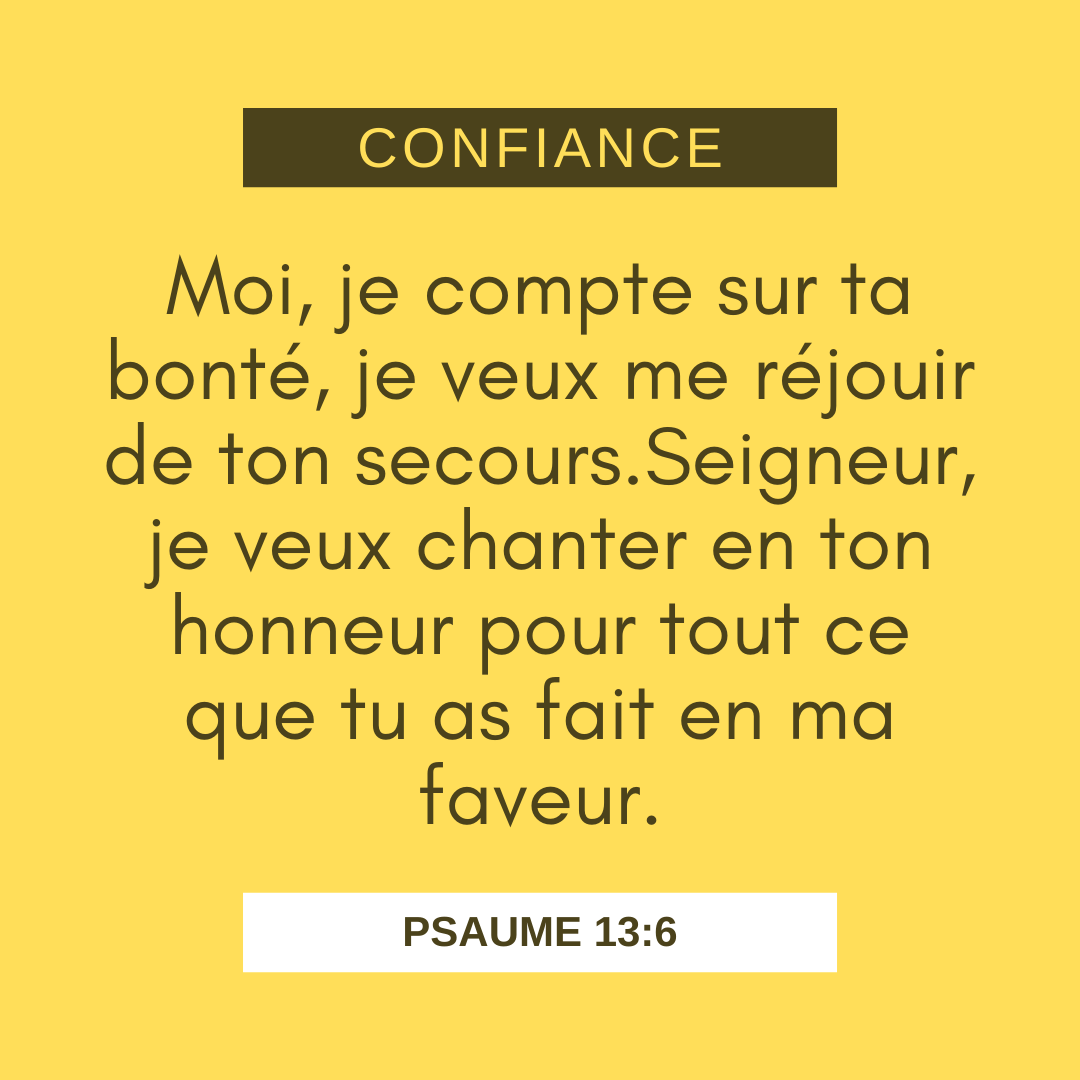 CONFIANCE
Moi, je compte sur ta
bonté, je veux me réjouir
de ton secours.Seigneur,
je veux chanter en ton
honneur pour tout ce
que tu as fait en ma
faveur.
PSAUME 13:6